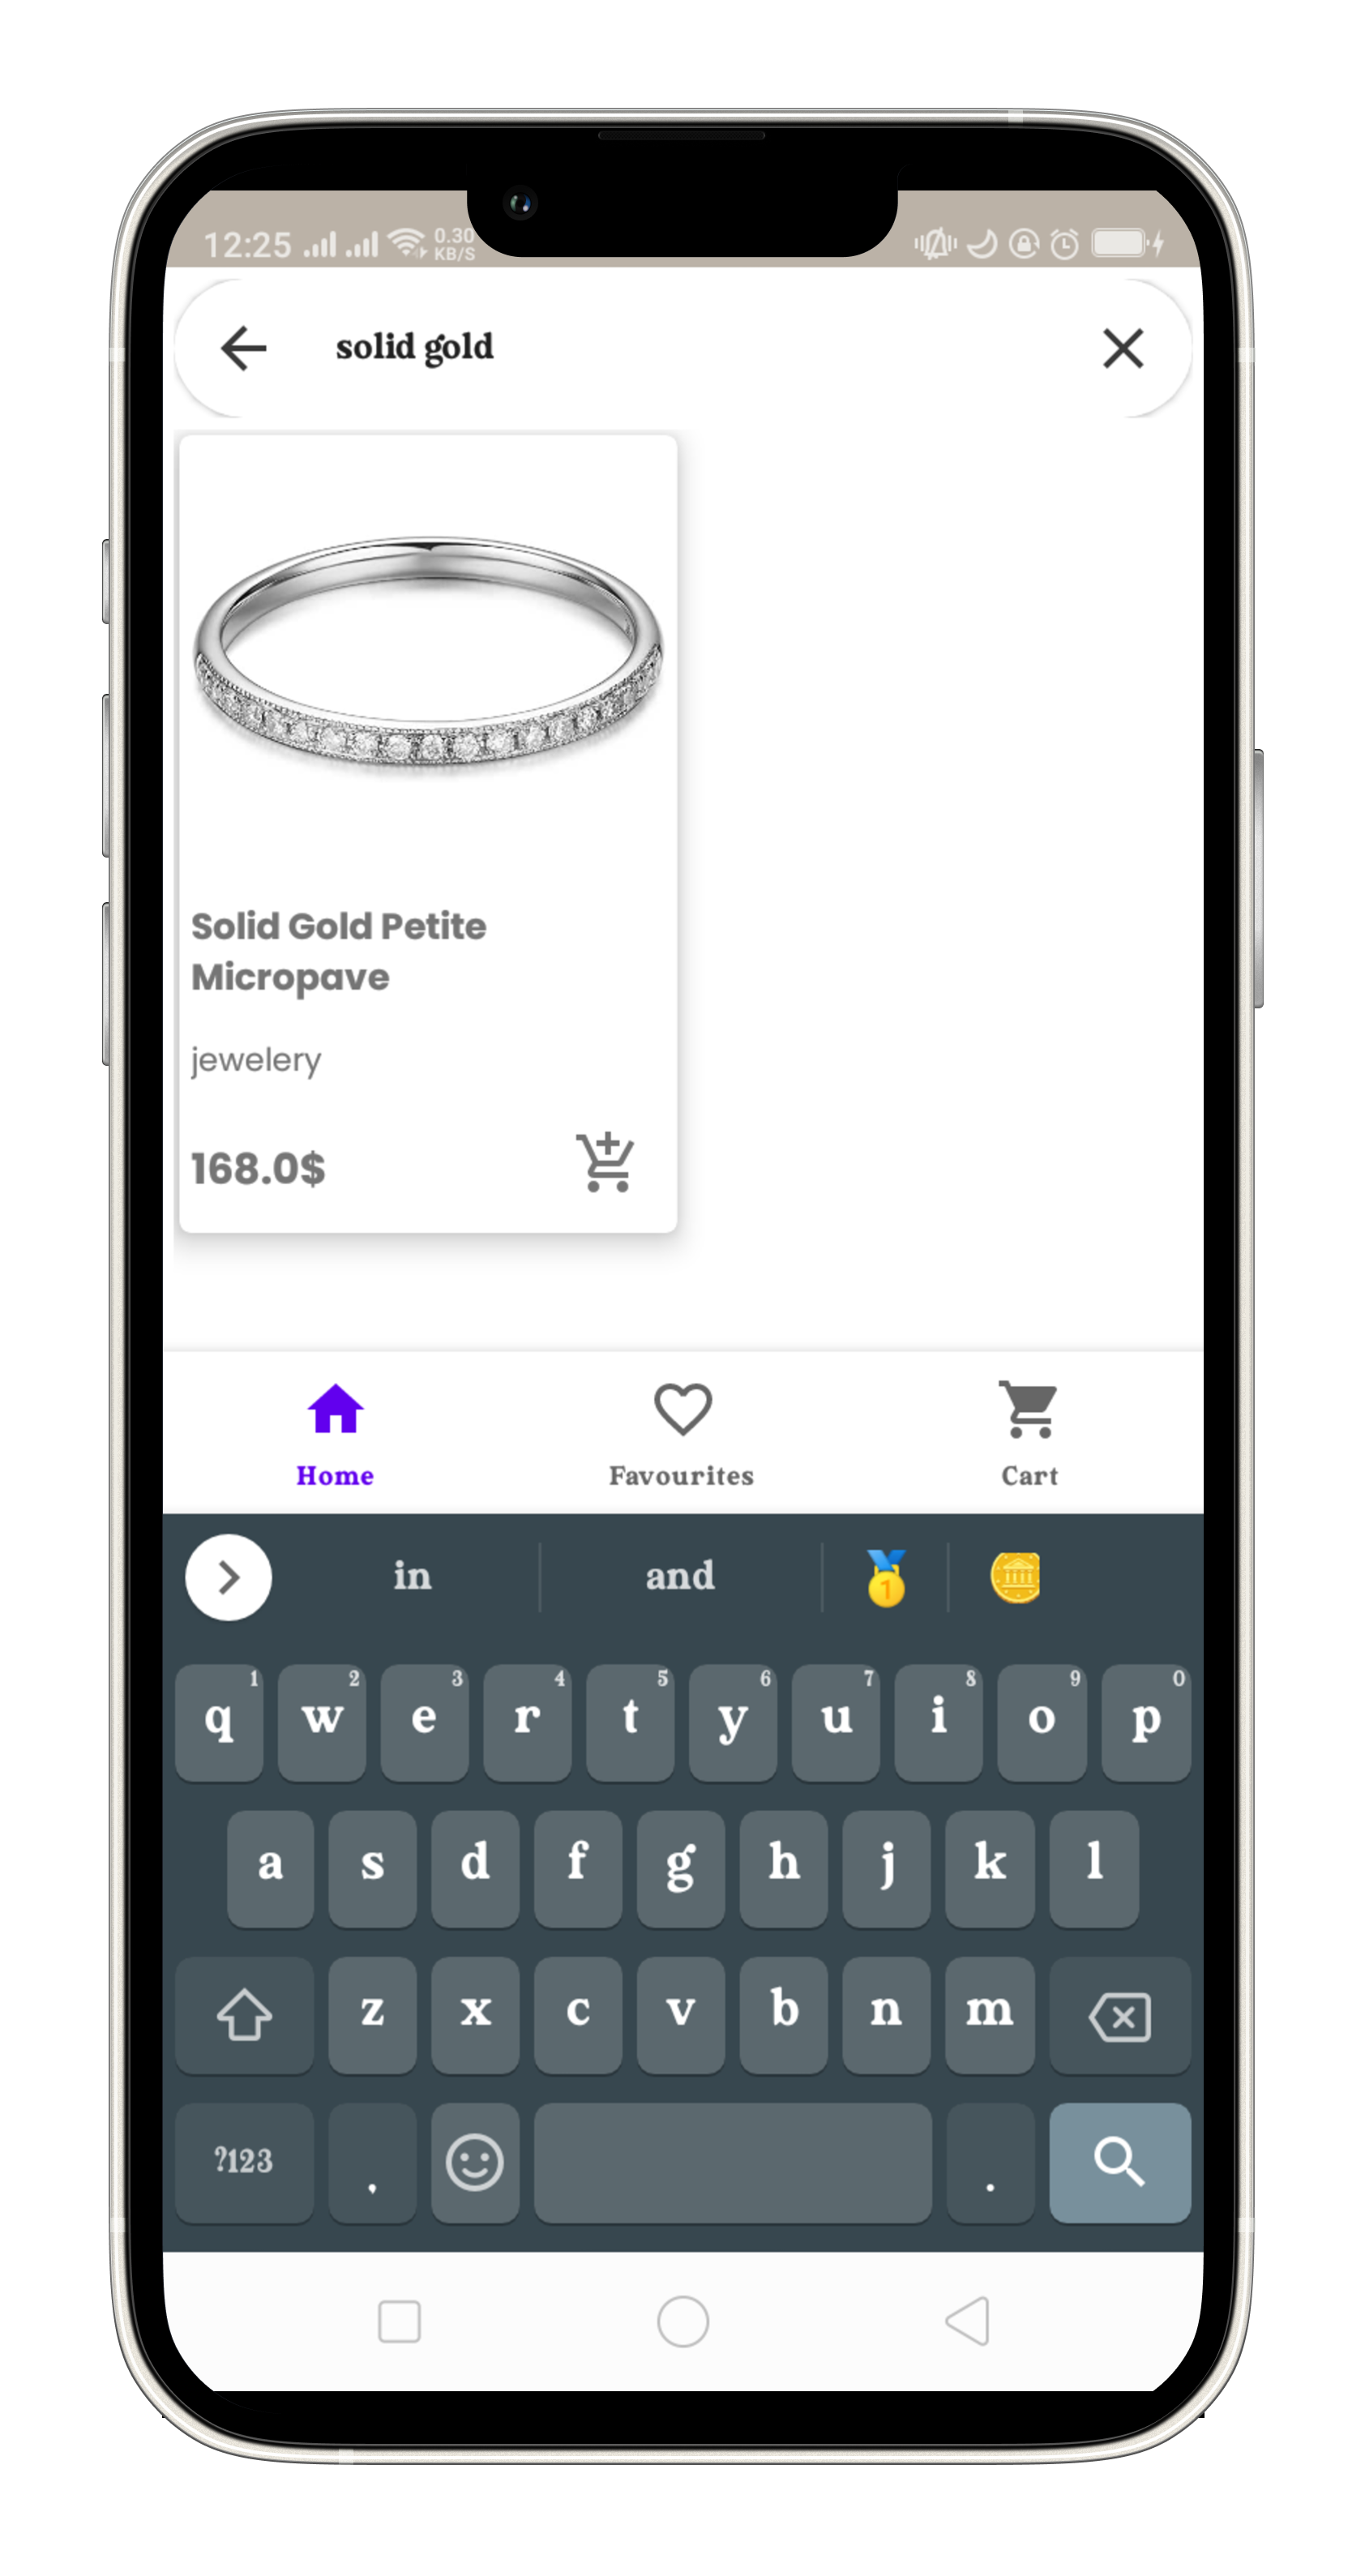 12:25 0.30 KB/S
solid gold
Solid Gold Petite
Micropave
jewelery
168.0$
Home Favourites Cart
in and
1 2 3 4 5 6 7 8 9 0
q w e r t y u i o p
a s d f g h j k l
z x c v b n m
?123 , .